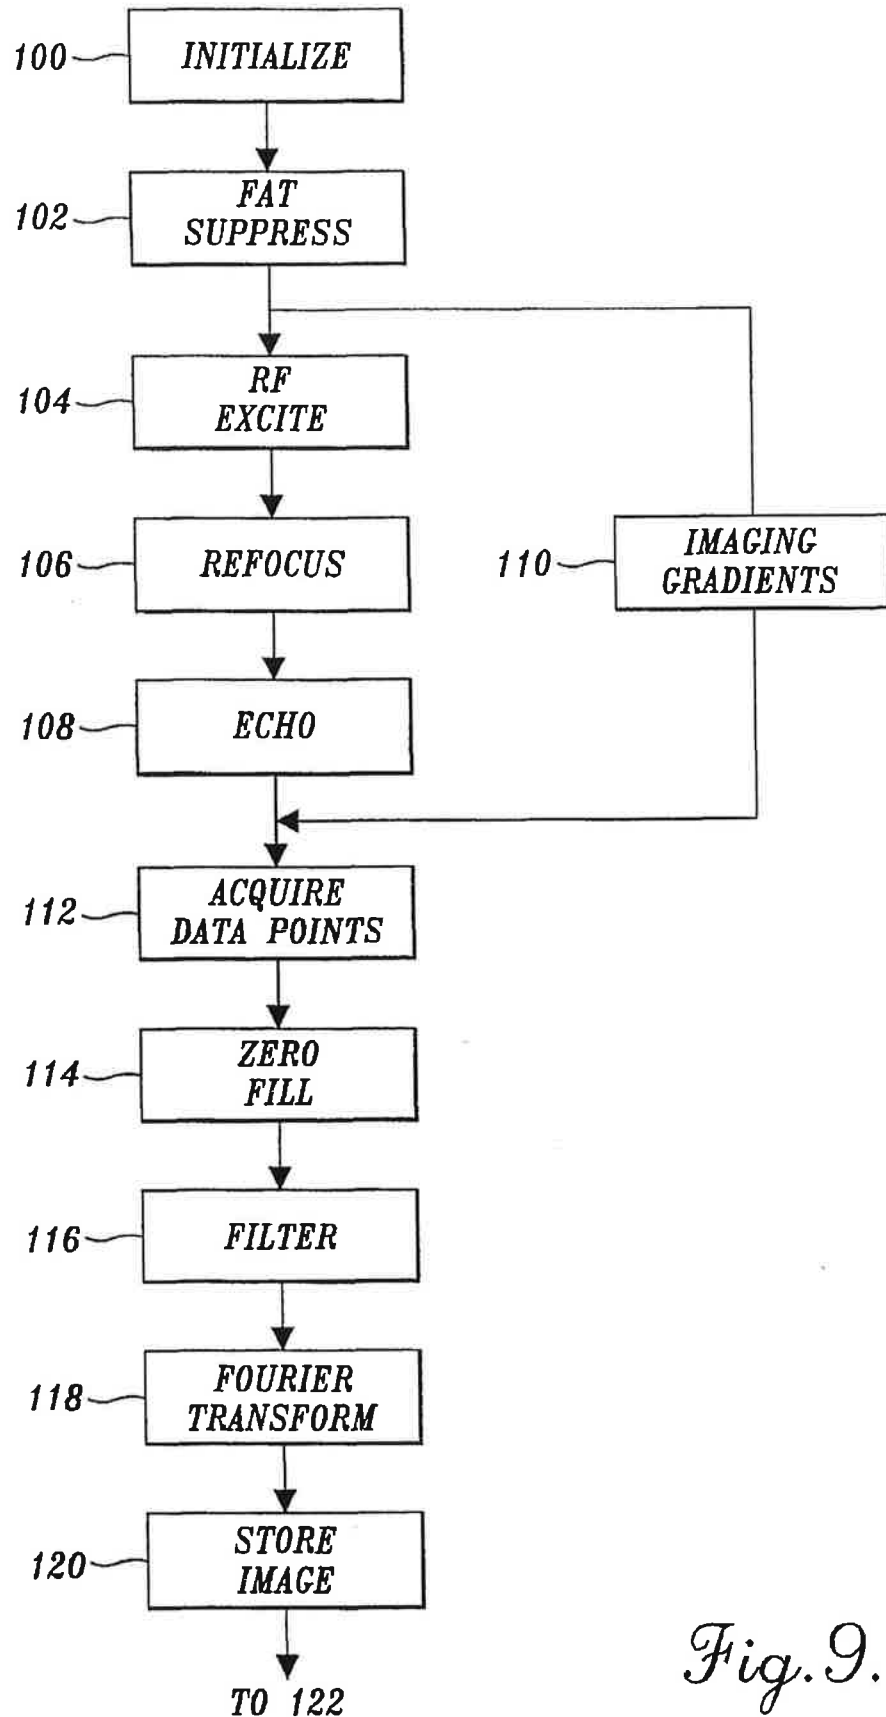 100
INITIALIZE
102
FAT
SUPPRESS
104
RF
EXCITE
106
REFOCUS
110
IMAGING
GRADIENTS
108
ECHO
112
ACQUIRE
DATA POINTS
114
ZERO
FILL
116
FILTER
118
FOURIER
TRANSFORM
120
STORE
IMAGE
TO 122
Fig. 9.